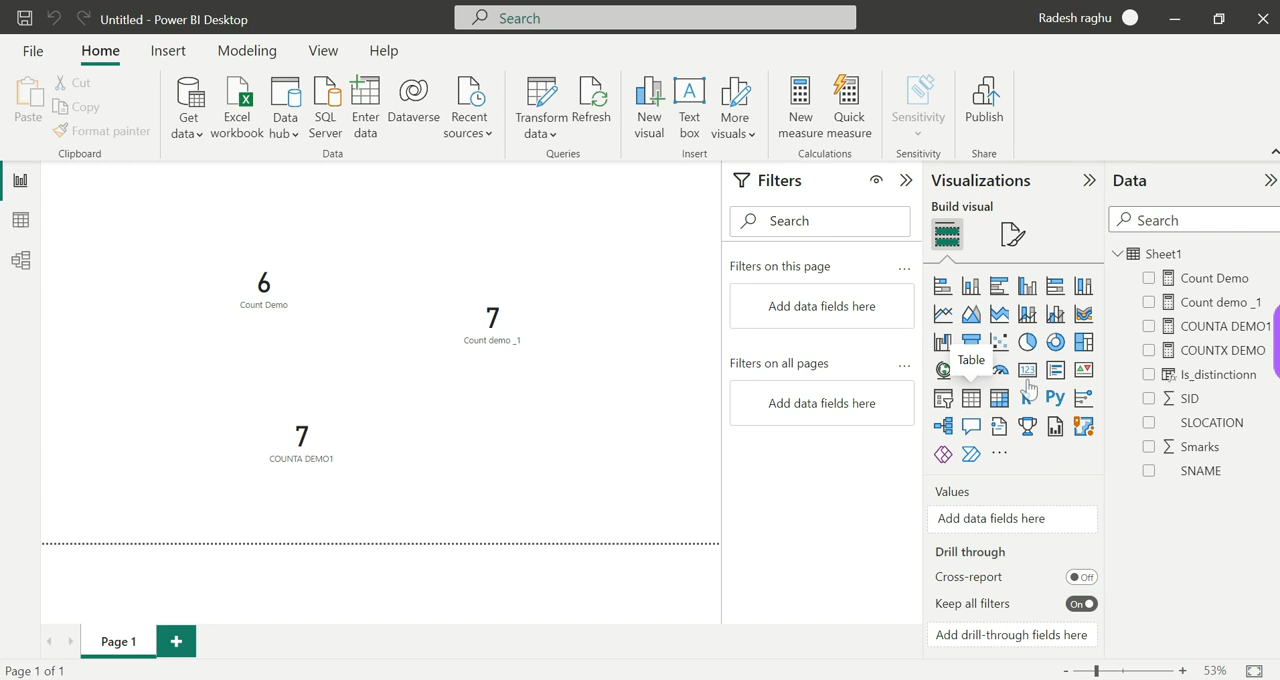 Untitled - Power BI Desktop
Search
Radesh raghu
File
Home
Insert
Modeling
View
Help
Paste
Cut
Copy
Format painter
Clipboard
Get data
Excel workbook
Data hub
SQL Server
Enter data
Dataverse
Recent sources
Data
Transform data
Refresh
Queries
New visual
Text box
More visuals
Insert
New measure
Quick measure
Calculations
Sensitivity
Sensitivity
Publish
Share
6
Count Demo
7
Count demo _1
7
COUNTA DEMO1
Filters
Search
Filters on this page
...
Add data fields here
Filters on all pages
...
Add data fields here
Visualizations
Build visual
Table
123
R
Py
...
Values
Add data fields here
Drill through
Cross-report
Off
Keep all filters
On
Add drill-through fields here
Data
Search
Sheet1
Count Demo
Count demo _1
COUNTA DEMO1
COUNTX DEMO
Is_distinctionn
SID
SLOCATION
Smarks
SNAME
Page 1
Page 1 of 1
- + 53%